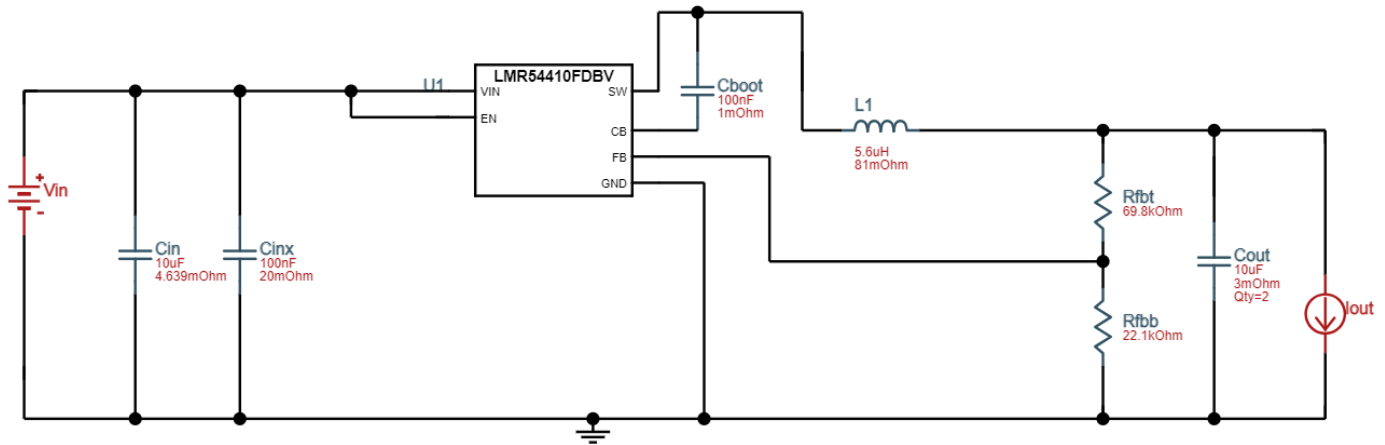 LMR54410FDBV
U1
VIN
EN
SW
CB
FB
GND
Cboot
100nF
1mOhm
L1
5.6uH
81mOhm
+
Vin
-
Cin
10uF
4.639mOhm
Cinx
100nF
20mOhm
Rfbt
69.8kOhm
Rfbb
22.1kOhm
Cout
10uF
3mOhm
Qty=2
Iout